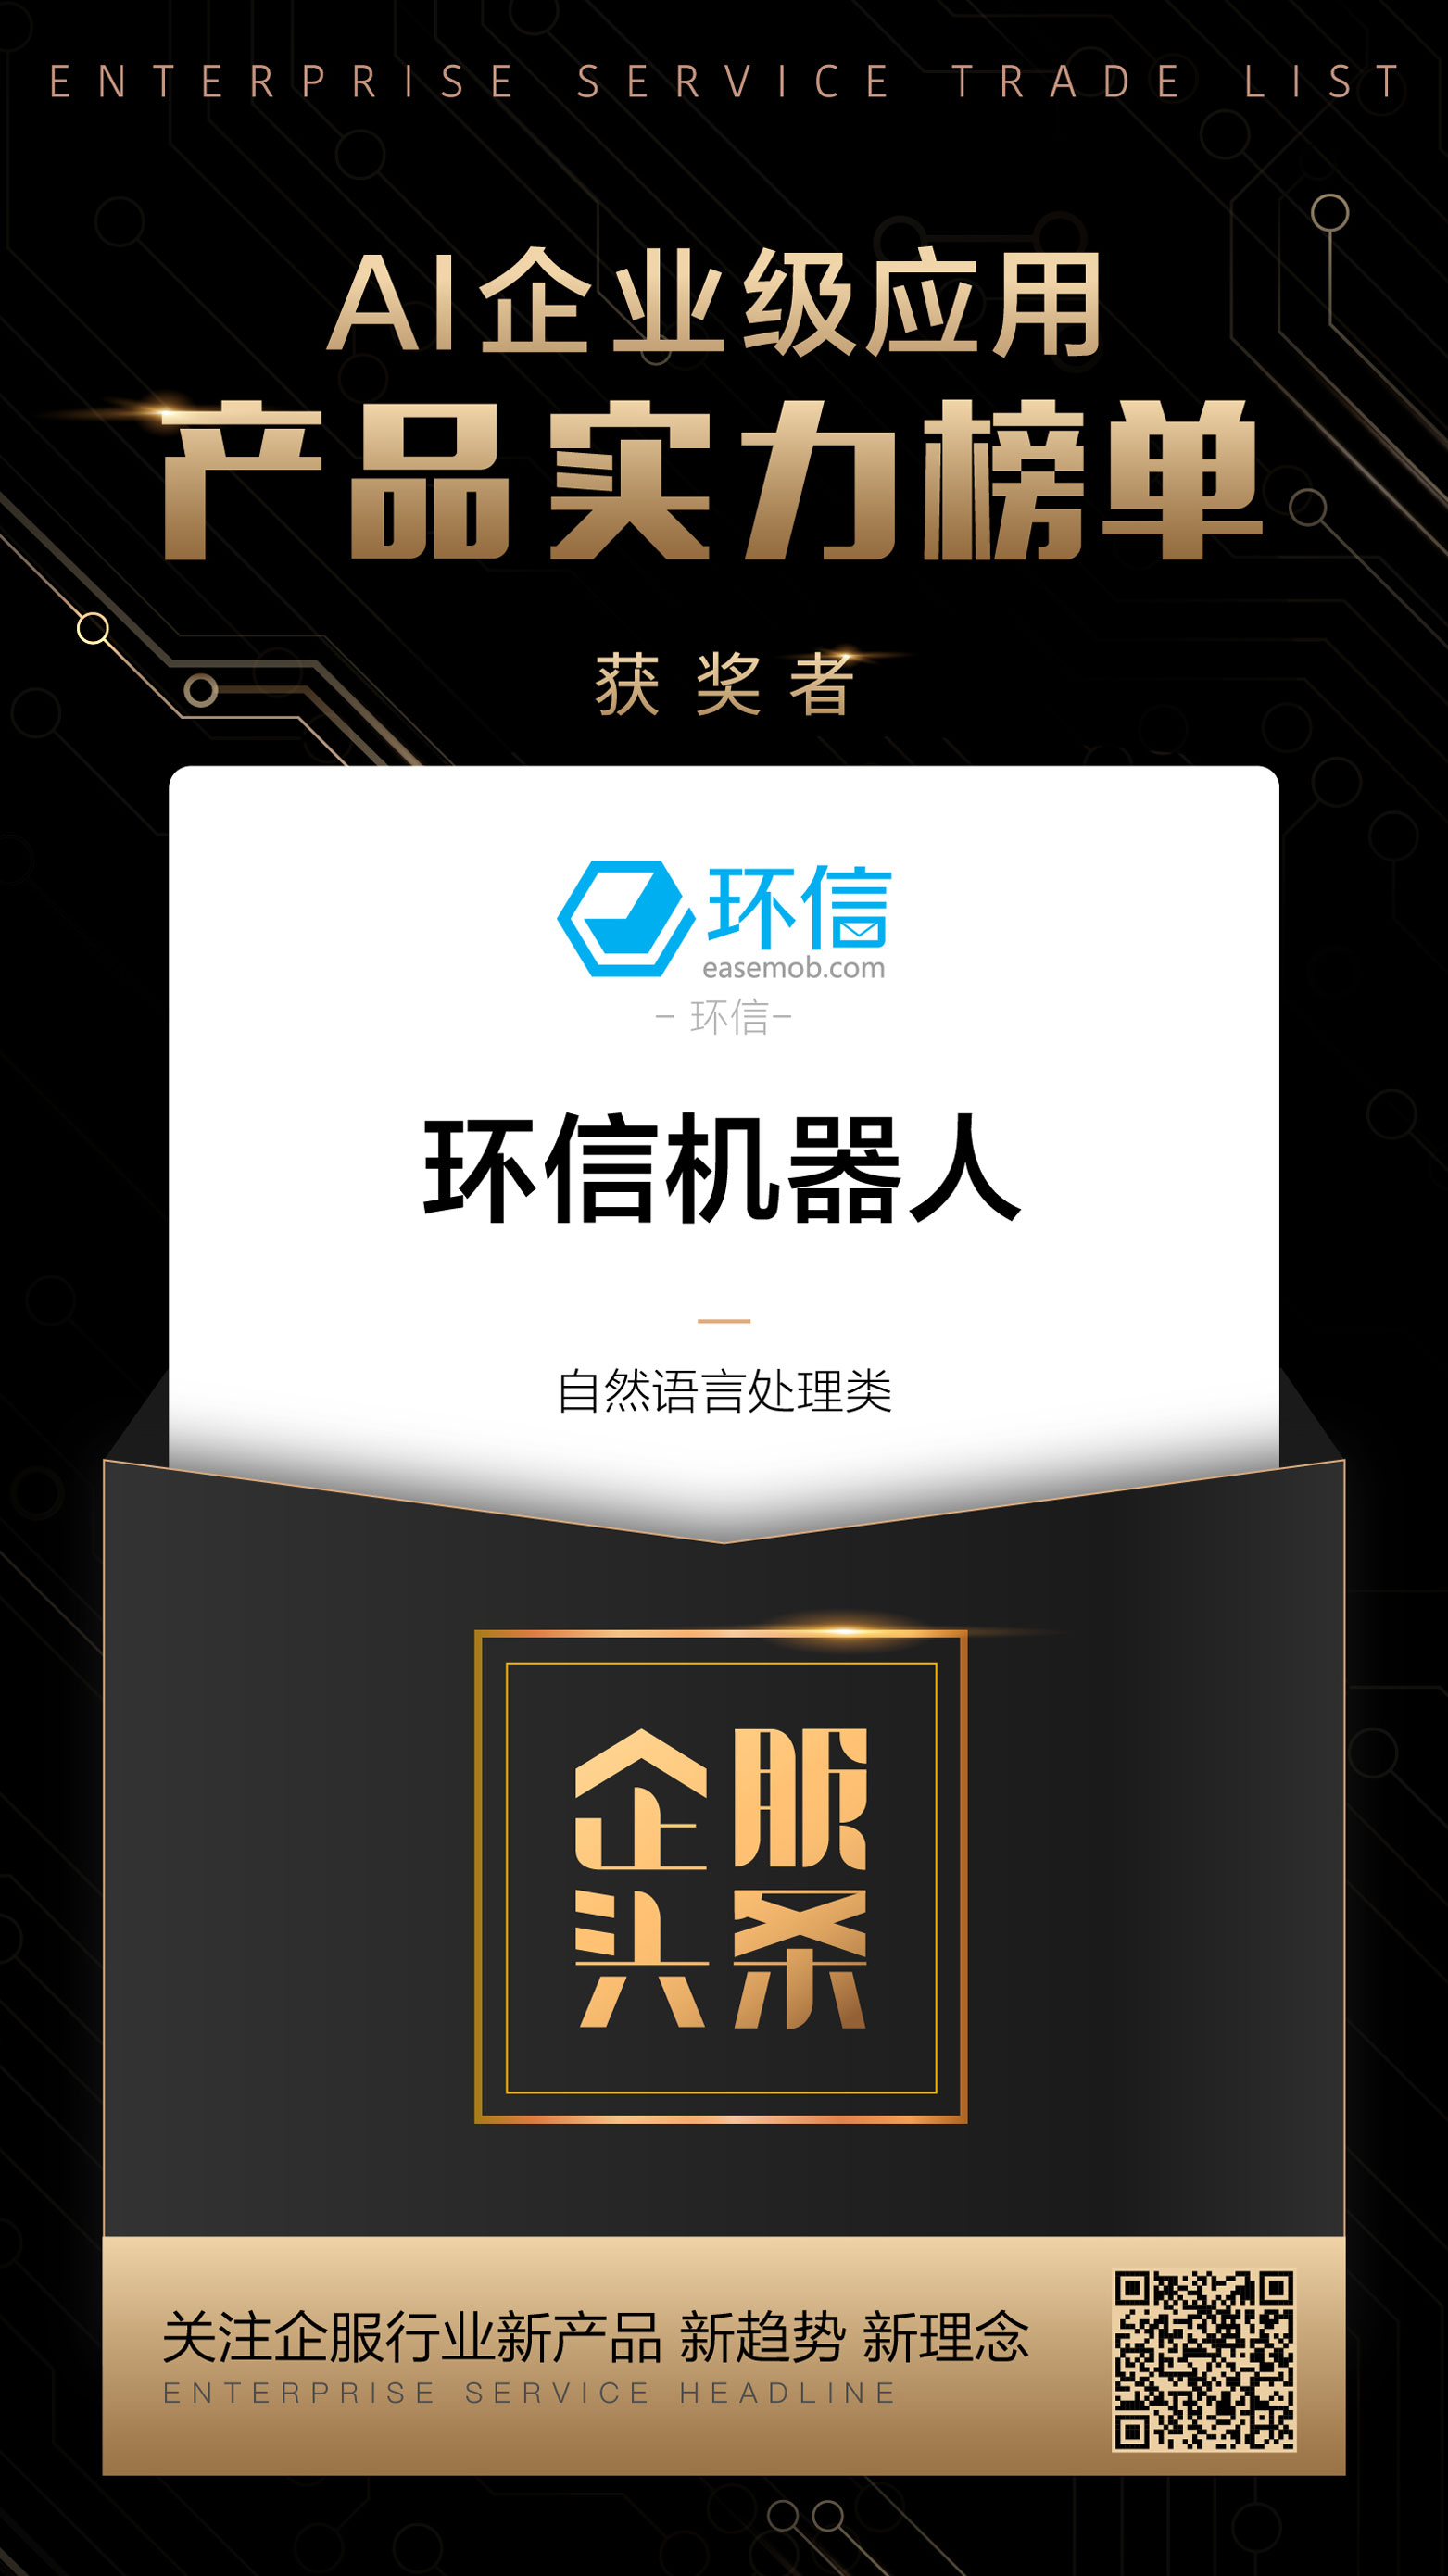 ENTERPRISE SERVICE TRADE LIST
AI企业级应用
产品实力榜单
获奖者
环信
easemob.com
- 环信-
环信机器人
自然语言处理类
企服
头条
关注企服行业新产品 新趋势 新理念
ENTERPRISE SERVICE HEADLINE